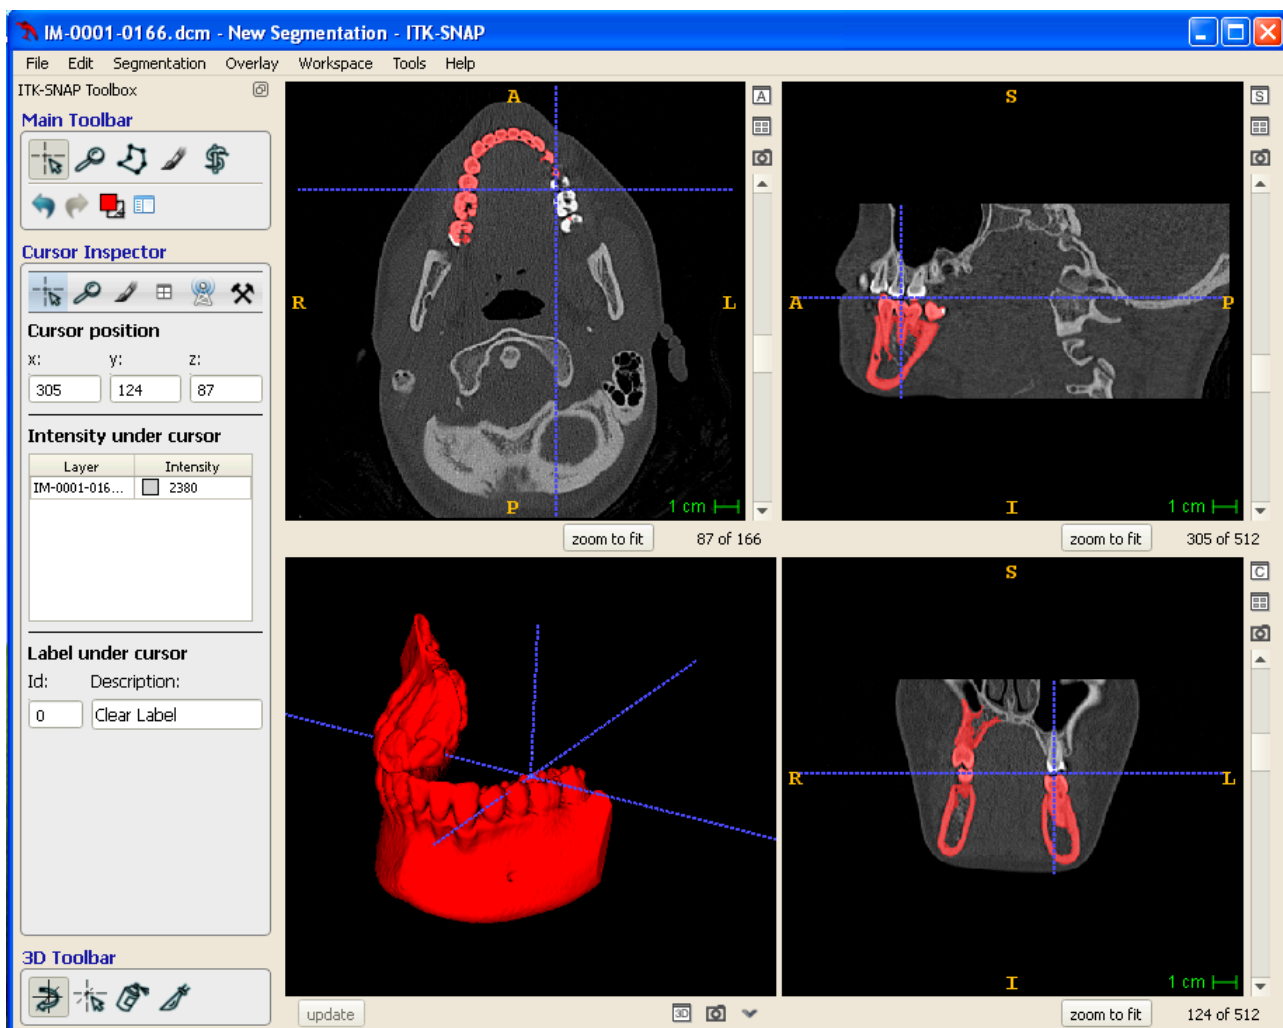 IM-0001-0166.dcm - New Segmentation - ITK-SNAP
File Edit Segmentation Overlay Workspace Tools Help
ITK-SNAP Toolbox
Main Toolbar
Cursor Inspector
Cursor position
x: y: z:
305 124 87
Intensity under cursor
Layer Intensity
IM-0001-016... 2380
Label under cursor
Id: Description:
0 Clear Label
3D Toolbar
A
R
L
P
1 cm
A
zoom to fit 87 of 166
S
A
P
I
1 cm
S
zoom to fit 305 of 512
update
3D
S
R
L
I
1 cm
C
zoom to fit 124 of 512